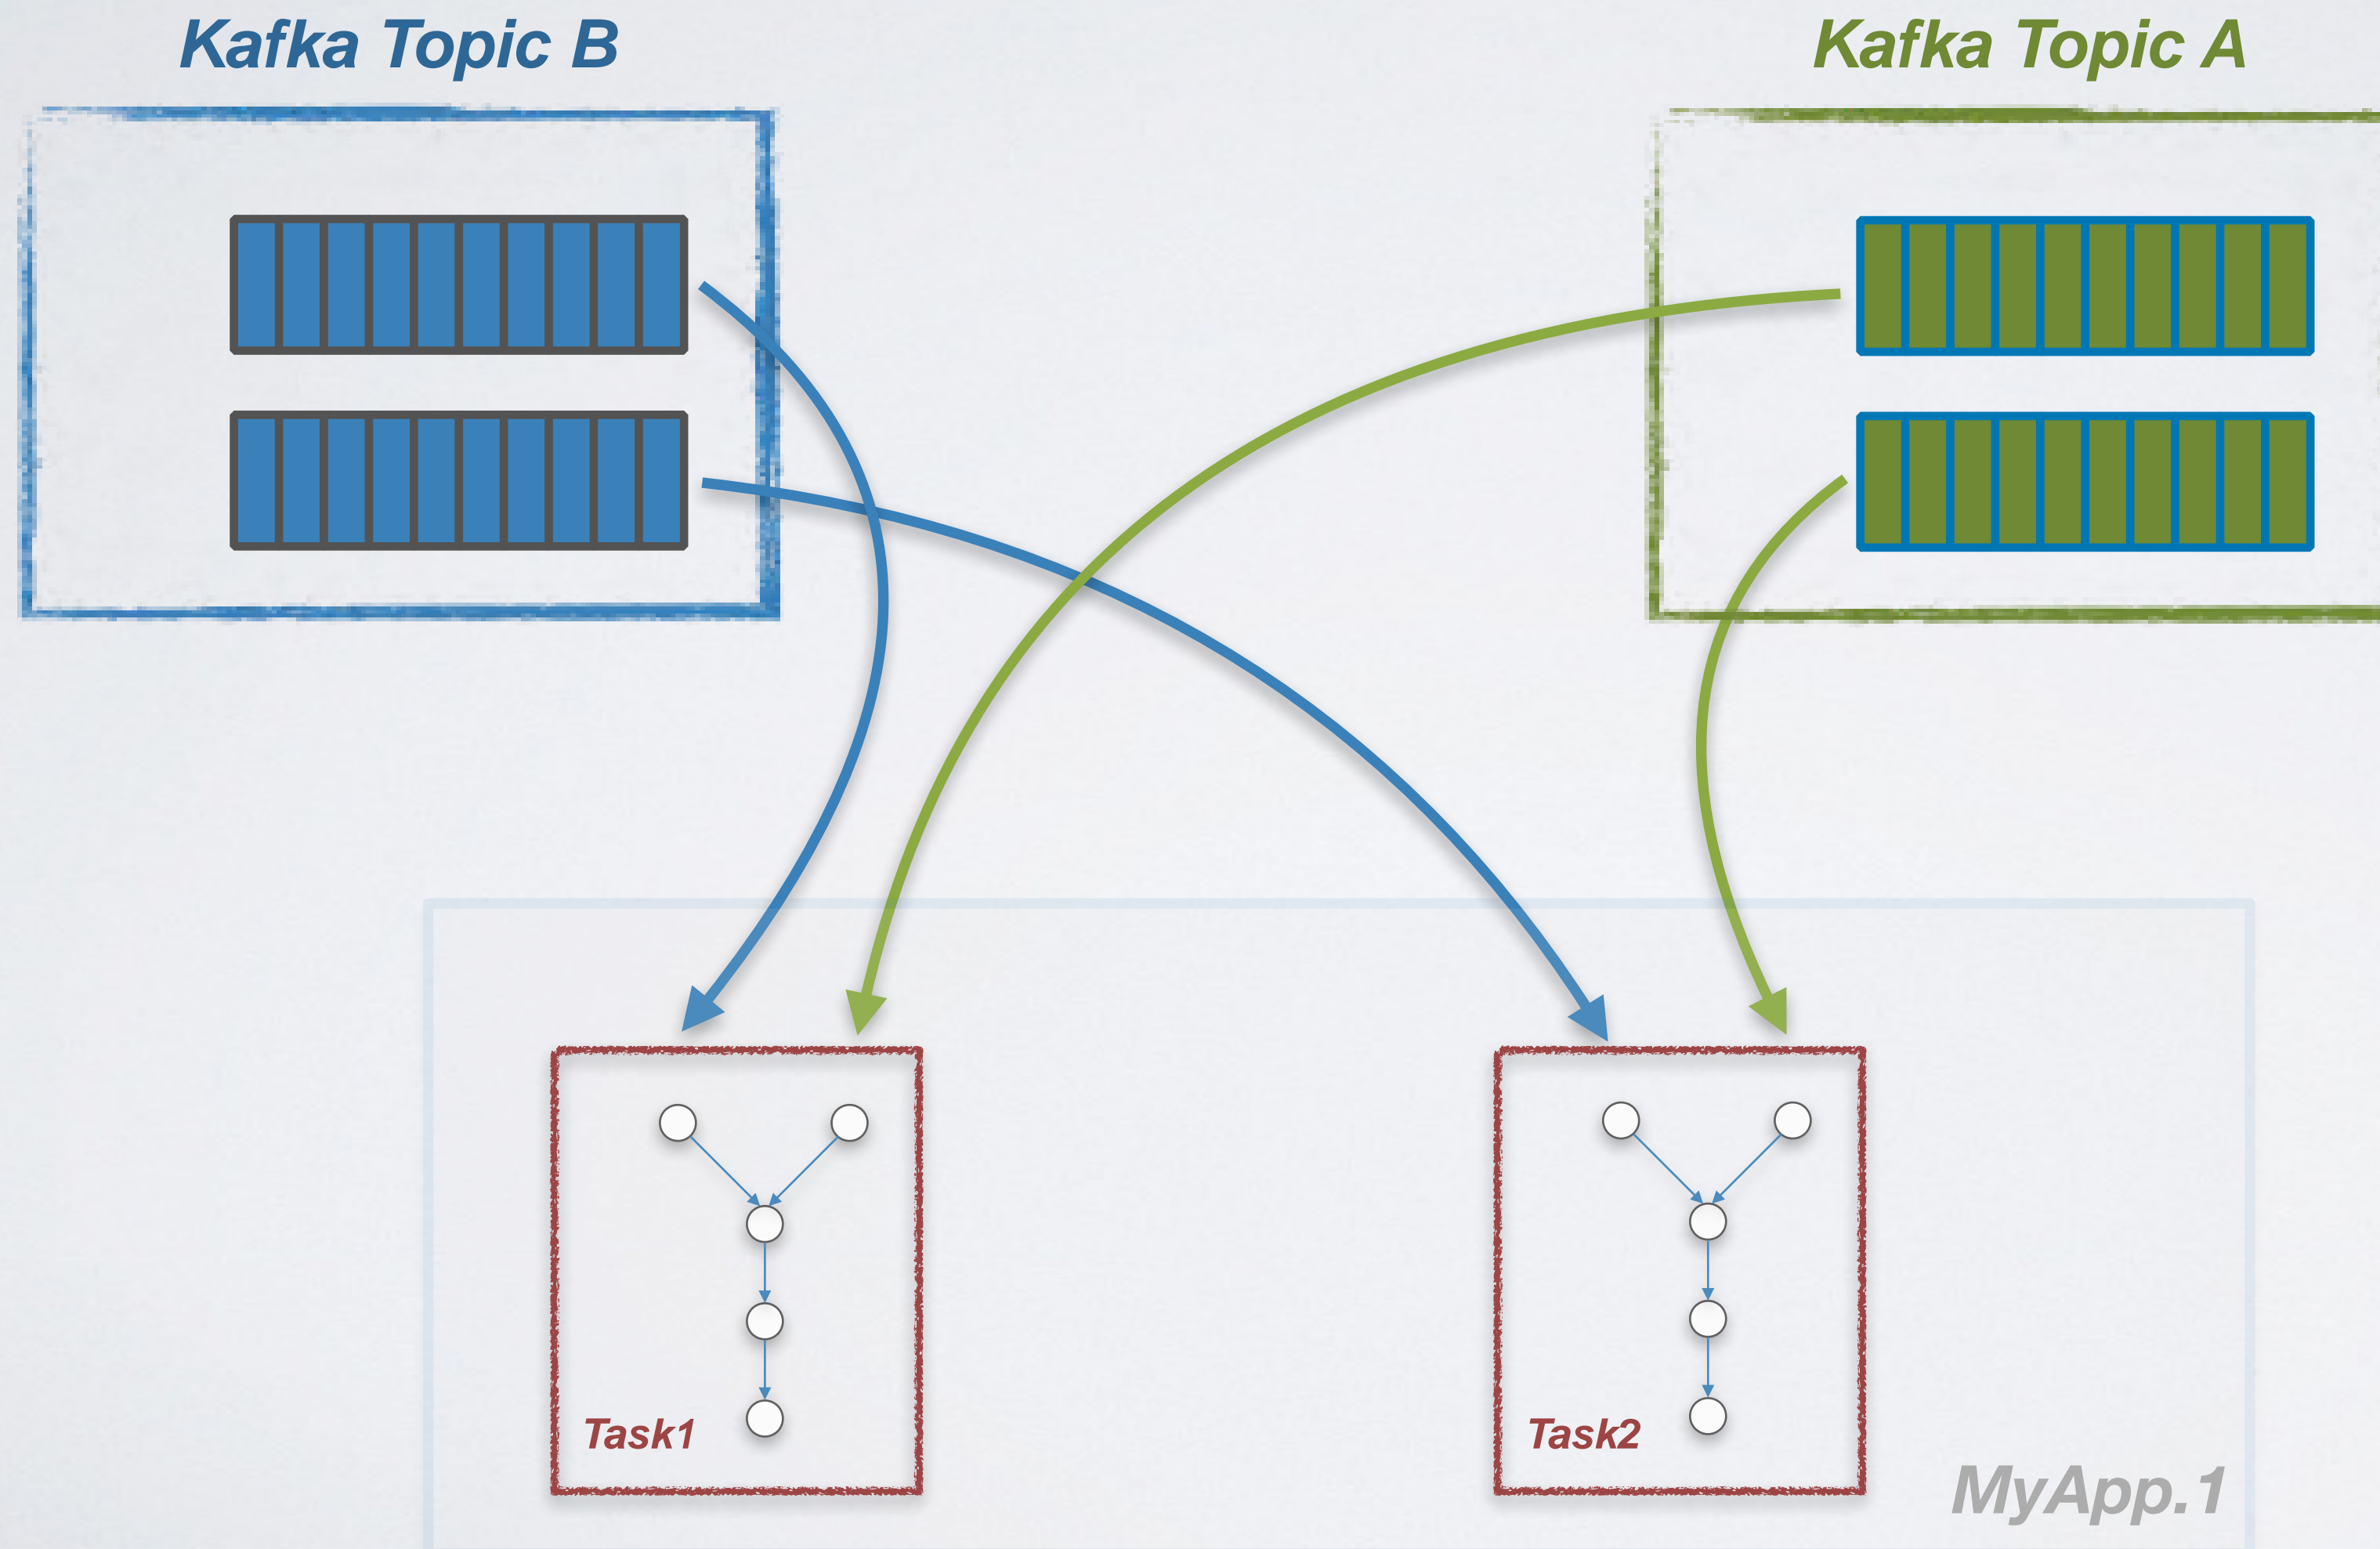 Kafka Topic B
Kafka Topic A
Task1
Task2
MyApp.1